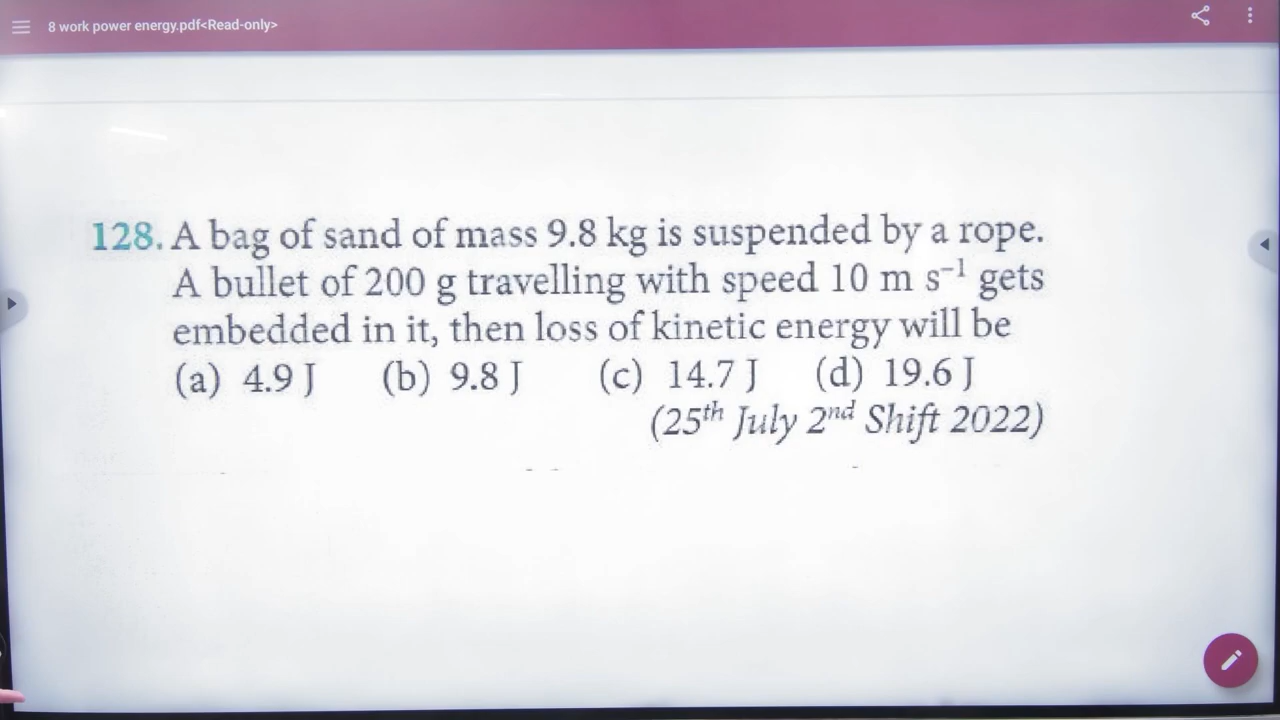 8 work power energy.pdf<Read-only>
128. A bag of sand of mass 9.8 kg is suspended by a rope.
A bullet of 200 g travelling with speed 10 m s⁻¹ gets
embedded in it, then loss of kinetic energy will be
(a) 4.9 J (b) 9.8 J (c) 14.7 J (d) 19.6 J
(25th July 2nd Shift 2022)